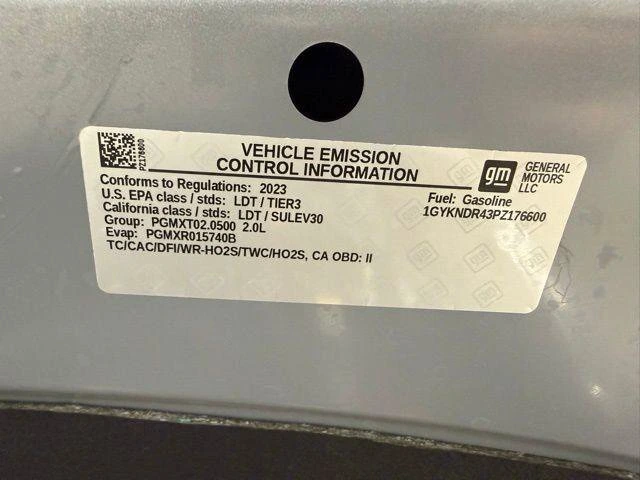 PZ176600
VEHICLE EMISSION
CONTROL INFORMATION
gm
GENERAL
MOTORS
LLC
Conforms to Regulations: 2023
U.S. EPA class / stds: LDT / TIER3
California class / stds: LDT / SULEV30
Group: PGMXT02.0500 2.0L
Evap: PGMXR015740B
TC/CAC/DFI/WR-HO2S/TWC/HO2S, CA OBD: II
Fuel: Gasoline
1GYKNDR43PZ176600